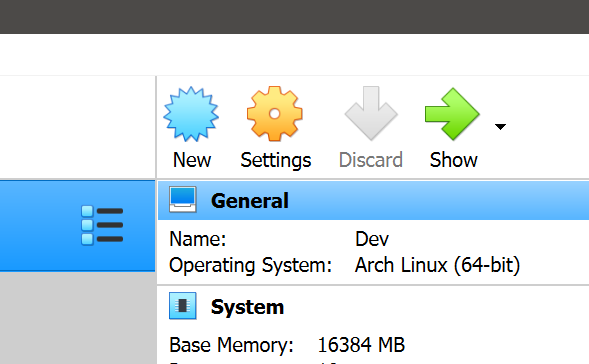 New Settings Discard Show
General
Name: Dev
Operating System: Arch Linux (64-bit)
System
Base Memory: 16384 MB